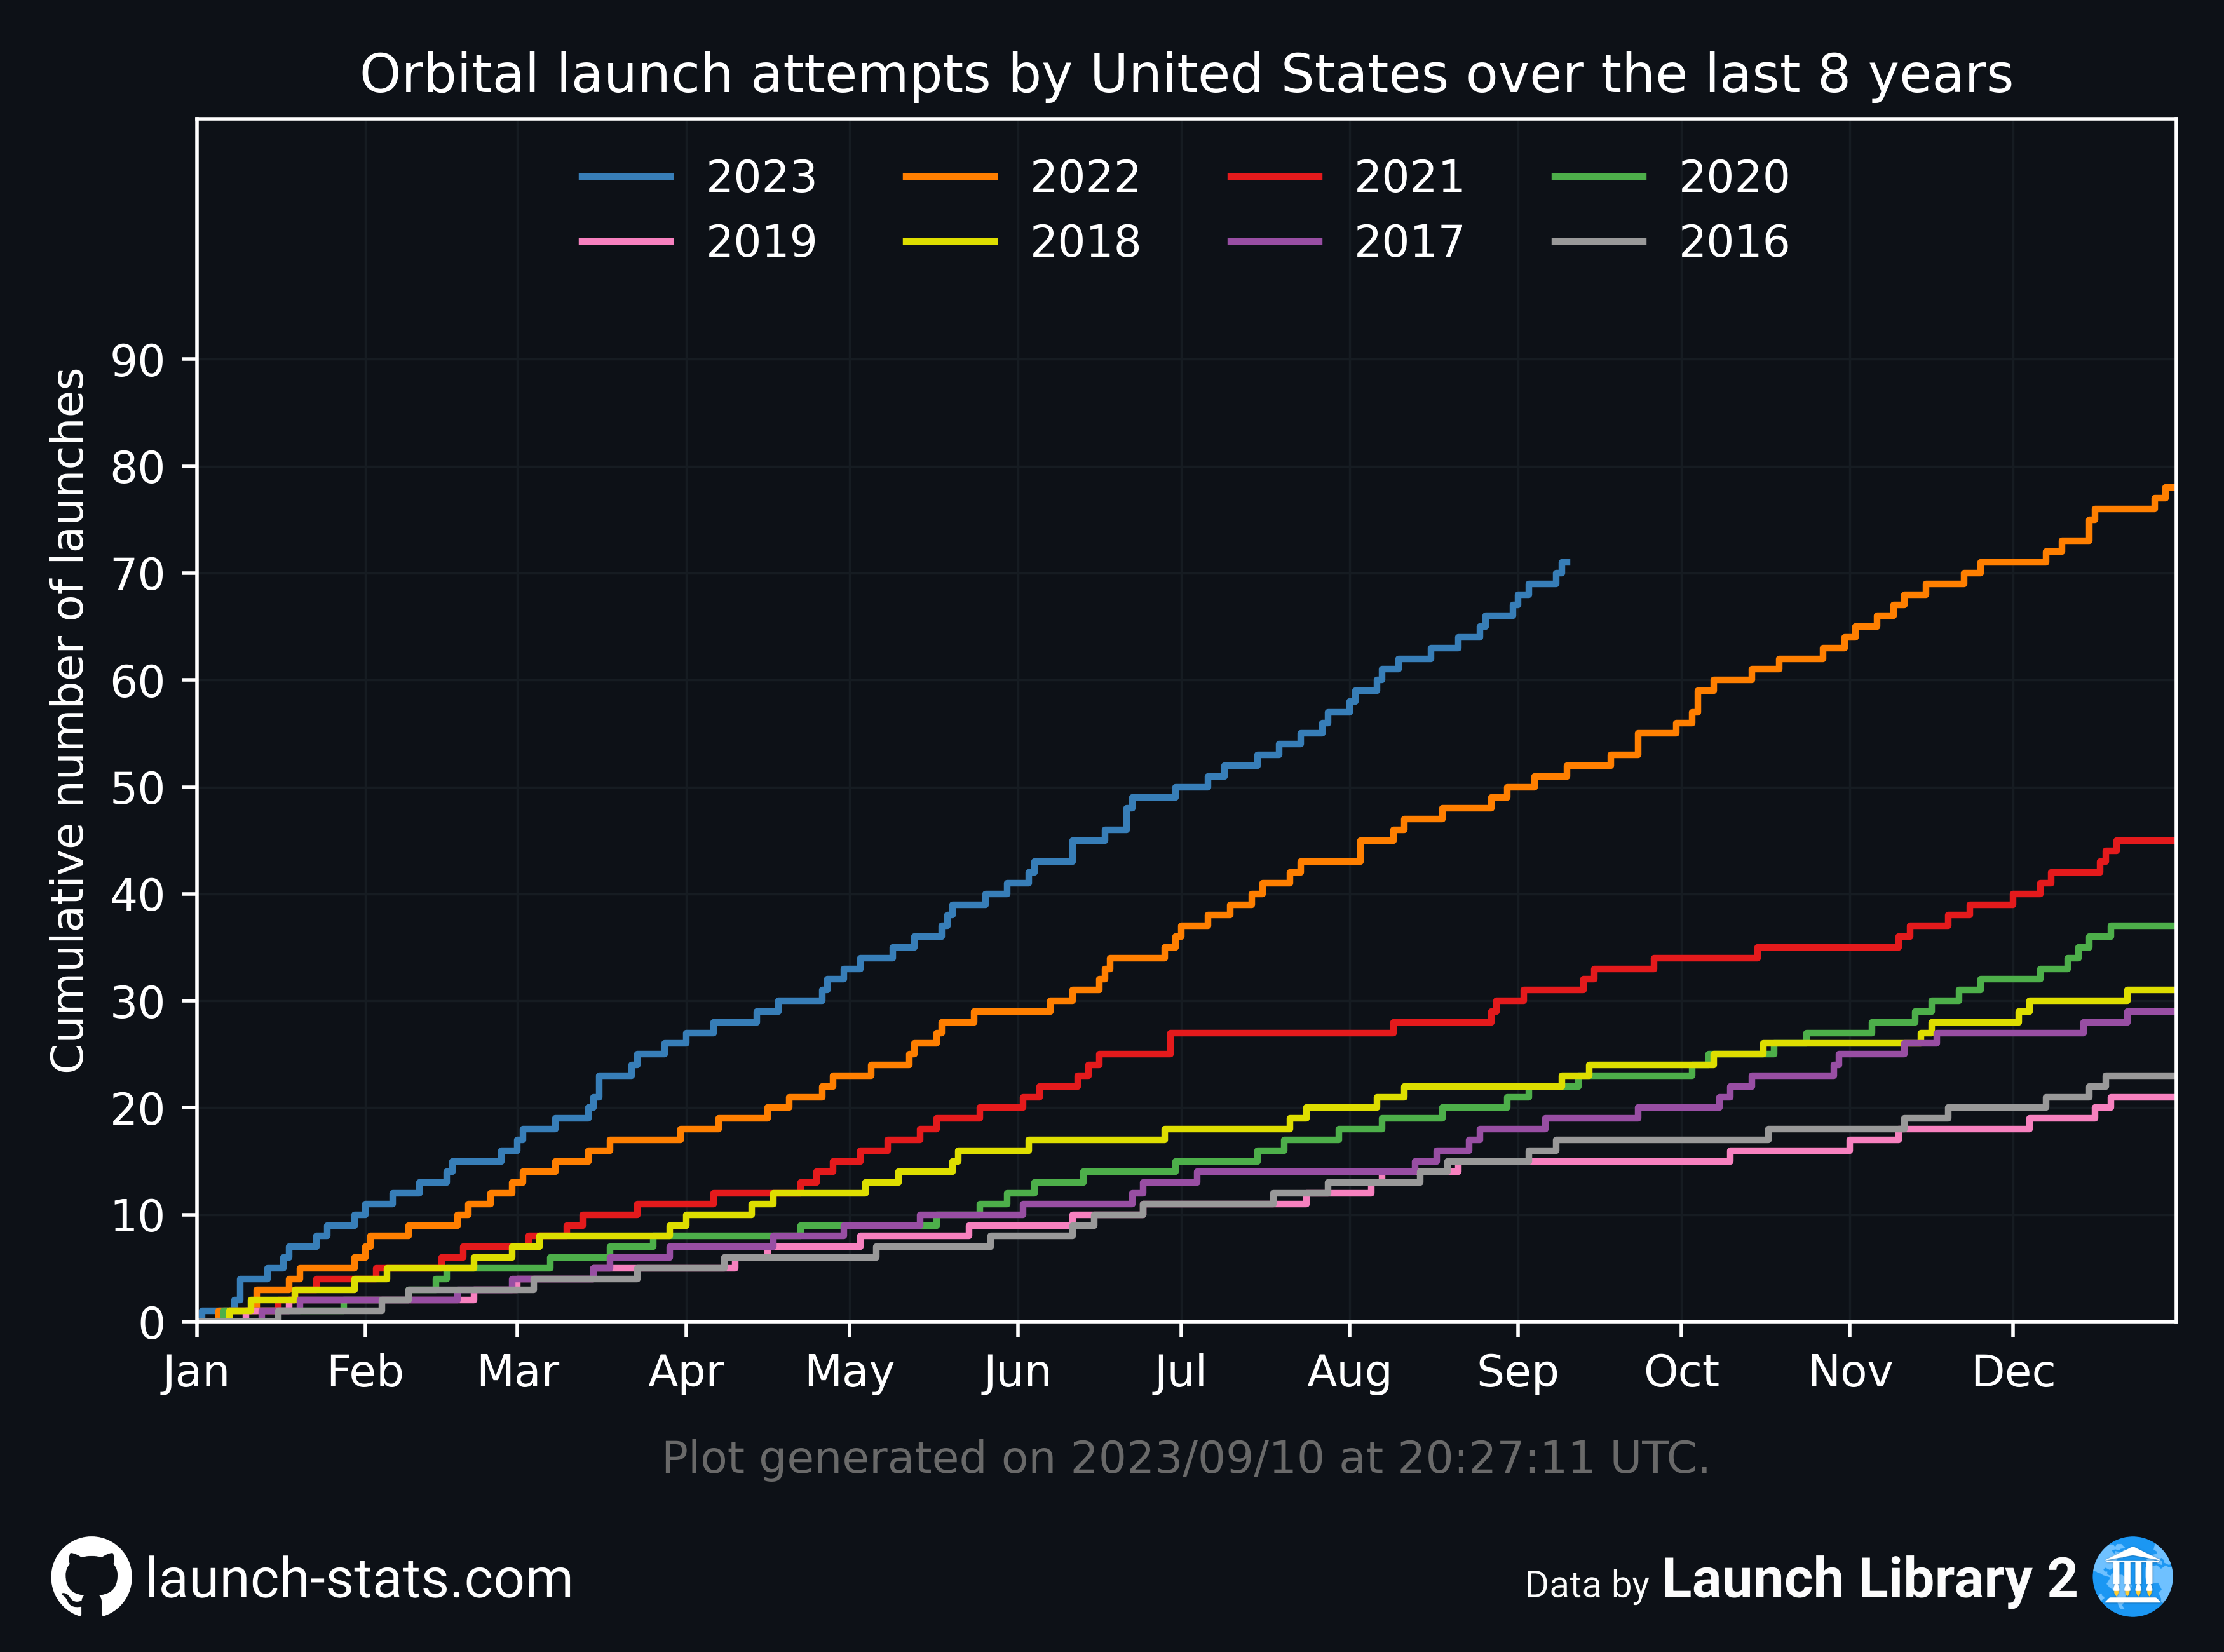 Orbital launch attempts by United States over the last 8 years
2023 2022 2021 2020
2019 2018 2017 2016
Cumulative number of launches
90
80
70
60
50
40
30
20
10
0
Jan Feb Mar Apr May Jun Jul Aug Sep Oct Nov Dec
Plot generated on 2023/09/10 at 20:27:11 UTC.
launch-stats.com
Data by Launch Library 2